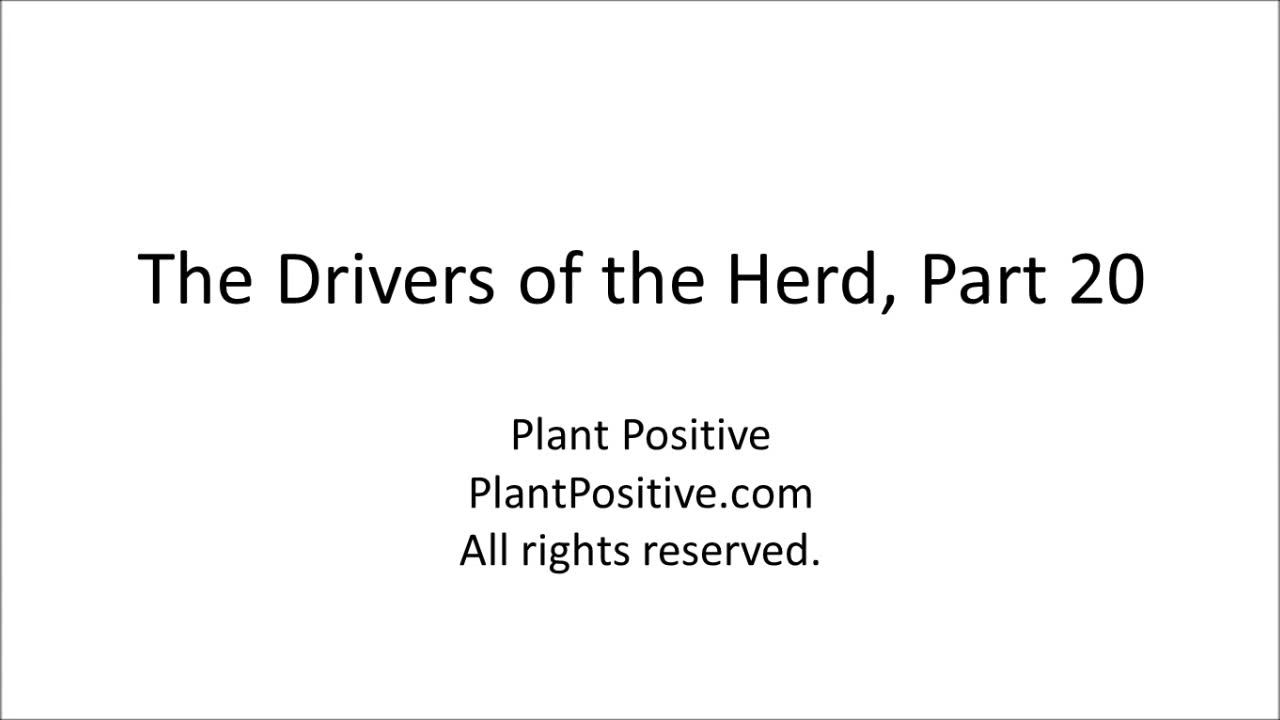 The Drivers of the Herd, Part 20
Plant Positive
PlantPositive.com
All rights reserved.